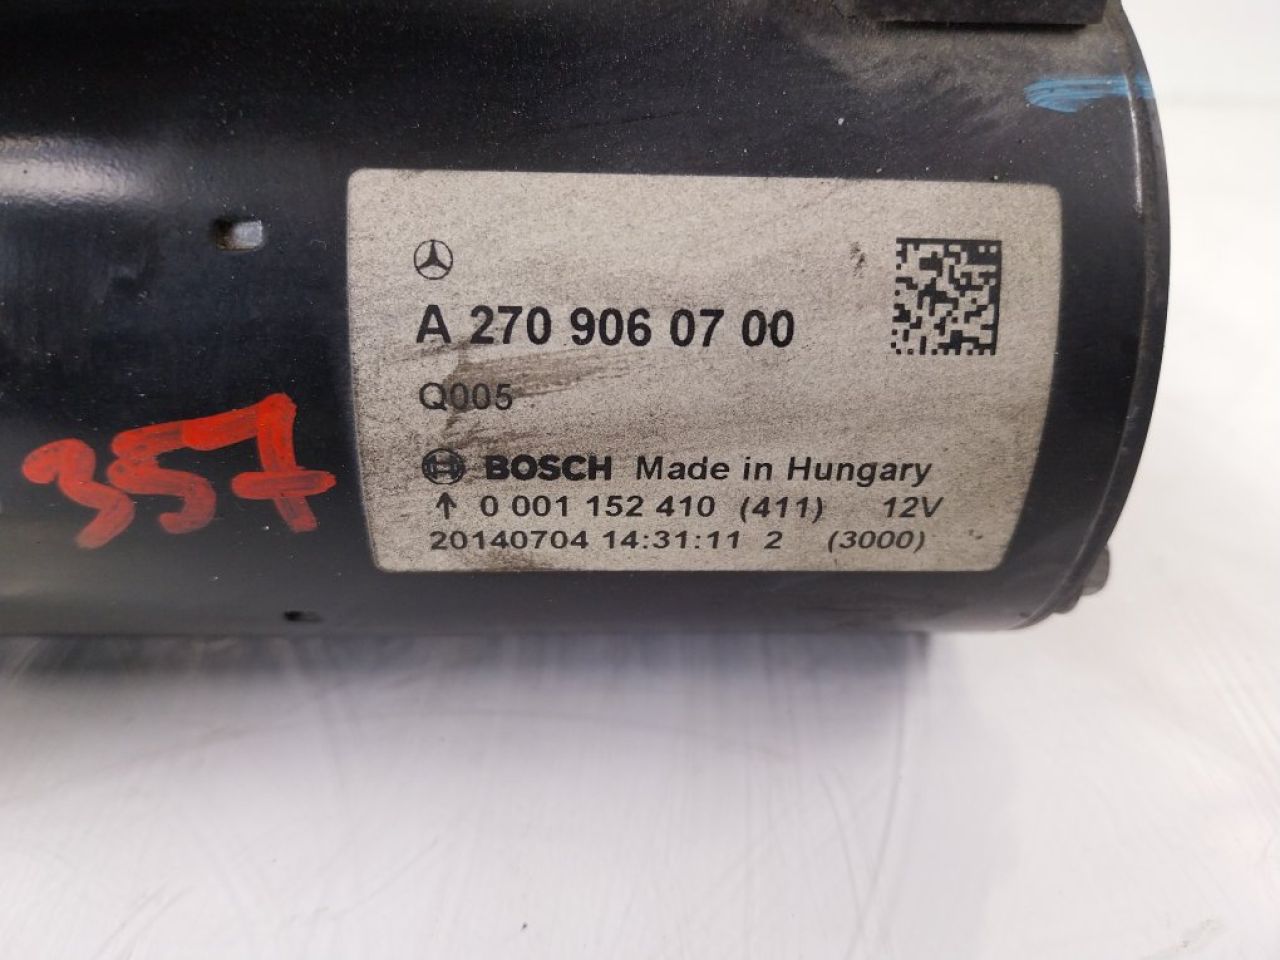 A 270 906 07 00
Q005
BOSCH Made in Hungary
↑ 0 001 152 410 (411) 12V
20140704 14:31:11 2 (3000)
357